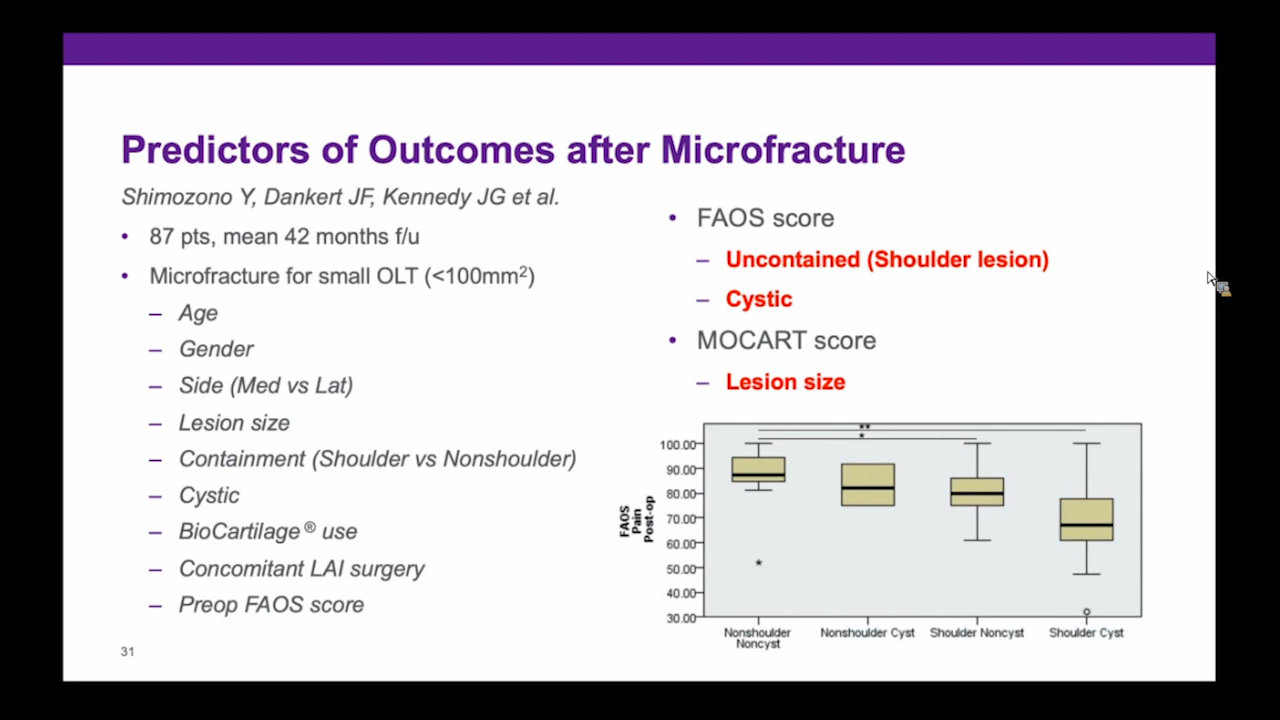 Predictors of Outcomes after Microfracture
Shimozono Y, Dankert JF, Kennedy JG et al.
• 87 pts, mean 42 months f/u
• Microfracture for small OLT (<100mm²)
– Age
– Gender
– Side (Med vs Lat)
– Lesion size
– Containment (Shoulder vs Nonshoulder)
– Cystic
– BioCartilage® use
– Concomitant LAI surgery
– Preop FAOS score
• FAOS score
– Uncontained (Shoulder lesion)
– Cystic
• MOCART score
– Lesion size
**
*
100.00
90.00
80.00
70.00
60.00
50.00
40.00
30.00
FAOS
Pain
Post-op
Nonshoulder
Noncyst
Nonshoulder Cyst
Shoulder Noncyst
Shoulder Cyst
31